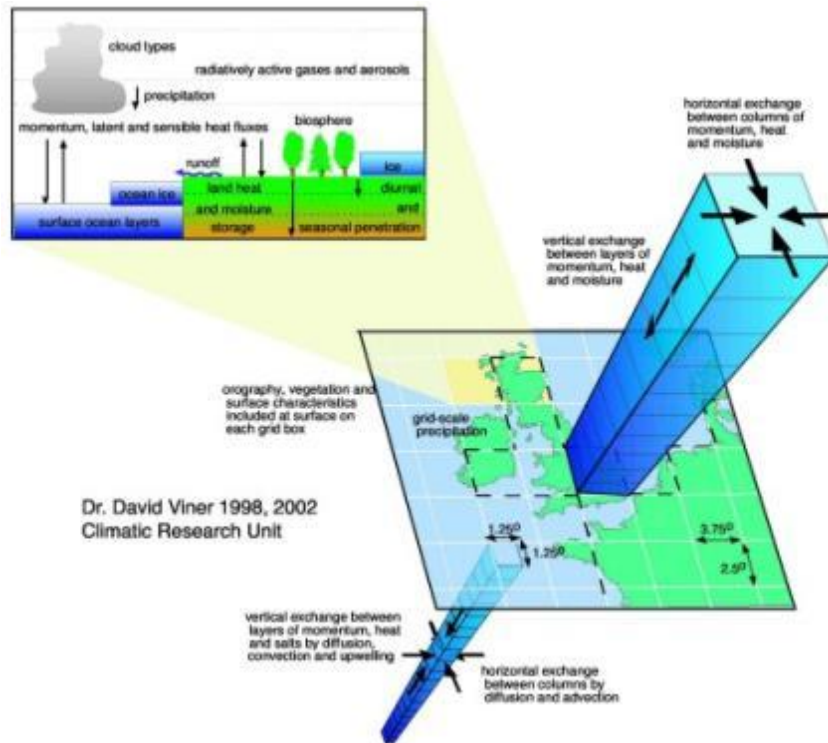 cloud types
radiatively active gases and aerosols
precipitation
momentum, latent and sensible heat fluxes
biosphere
runoff
ice
ocean ice
land heat
diurnal
and moisture
and
surface ocean layers
storage
seasonal penetration
horizontal exchange
between columns of
momentum, heat
and moisture
vertical exchange
between layers of
momentum, heat
and moisture
orography, vegetation and
surface characteristics
included at surface on
each grid box
grid-scale
precipitation
Dr. David Viner 1998, 2002
Climatic Research Unit
1.25º
1.25º
3.75º
2.5º
vertical exchange between
layers of momentum, heat
and salts by diffusion,
convection and upwelling
horizontal exchange
between columns by
diffusion and advection